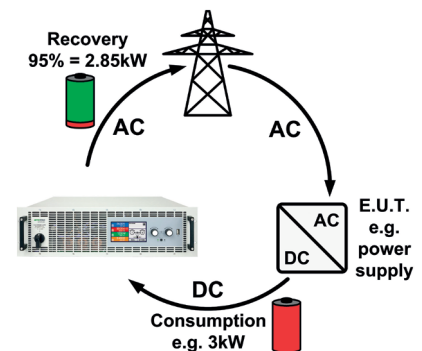 Recovery
95% = 2.85kW
AC
AC
E.U.T.
e.g.
power
supply
AC
DC
DC
Consumption
e.g. 3kW